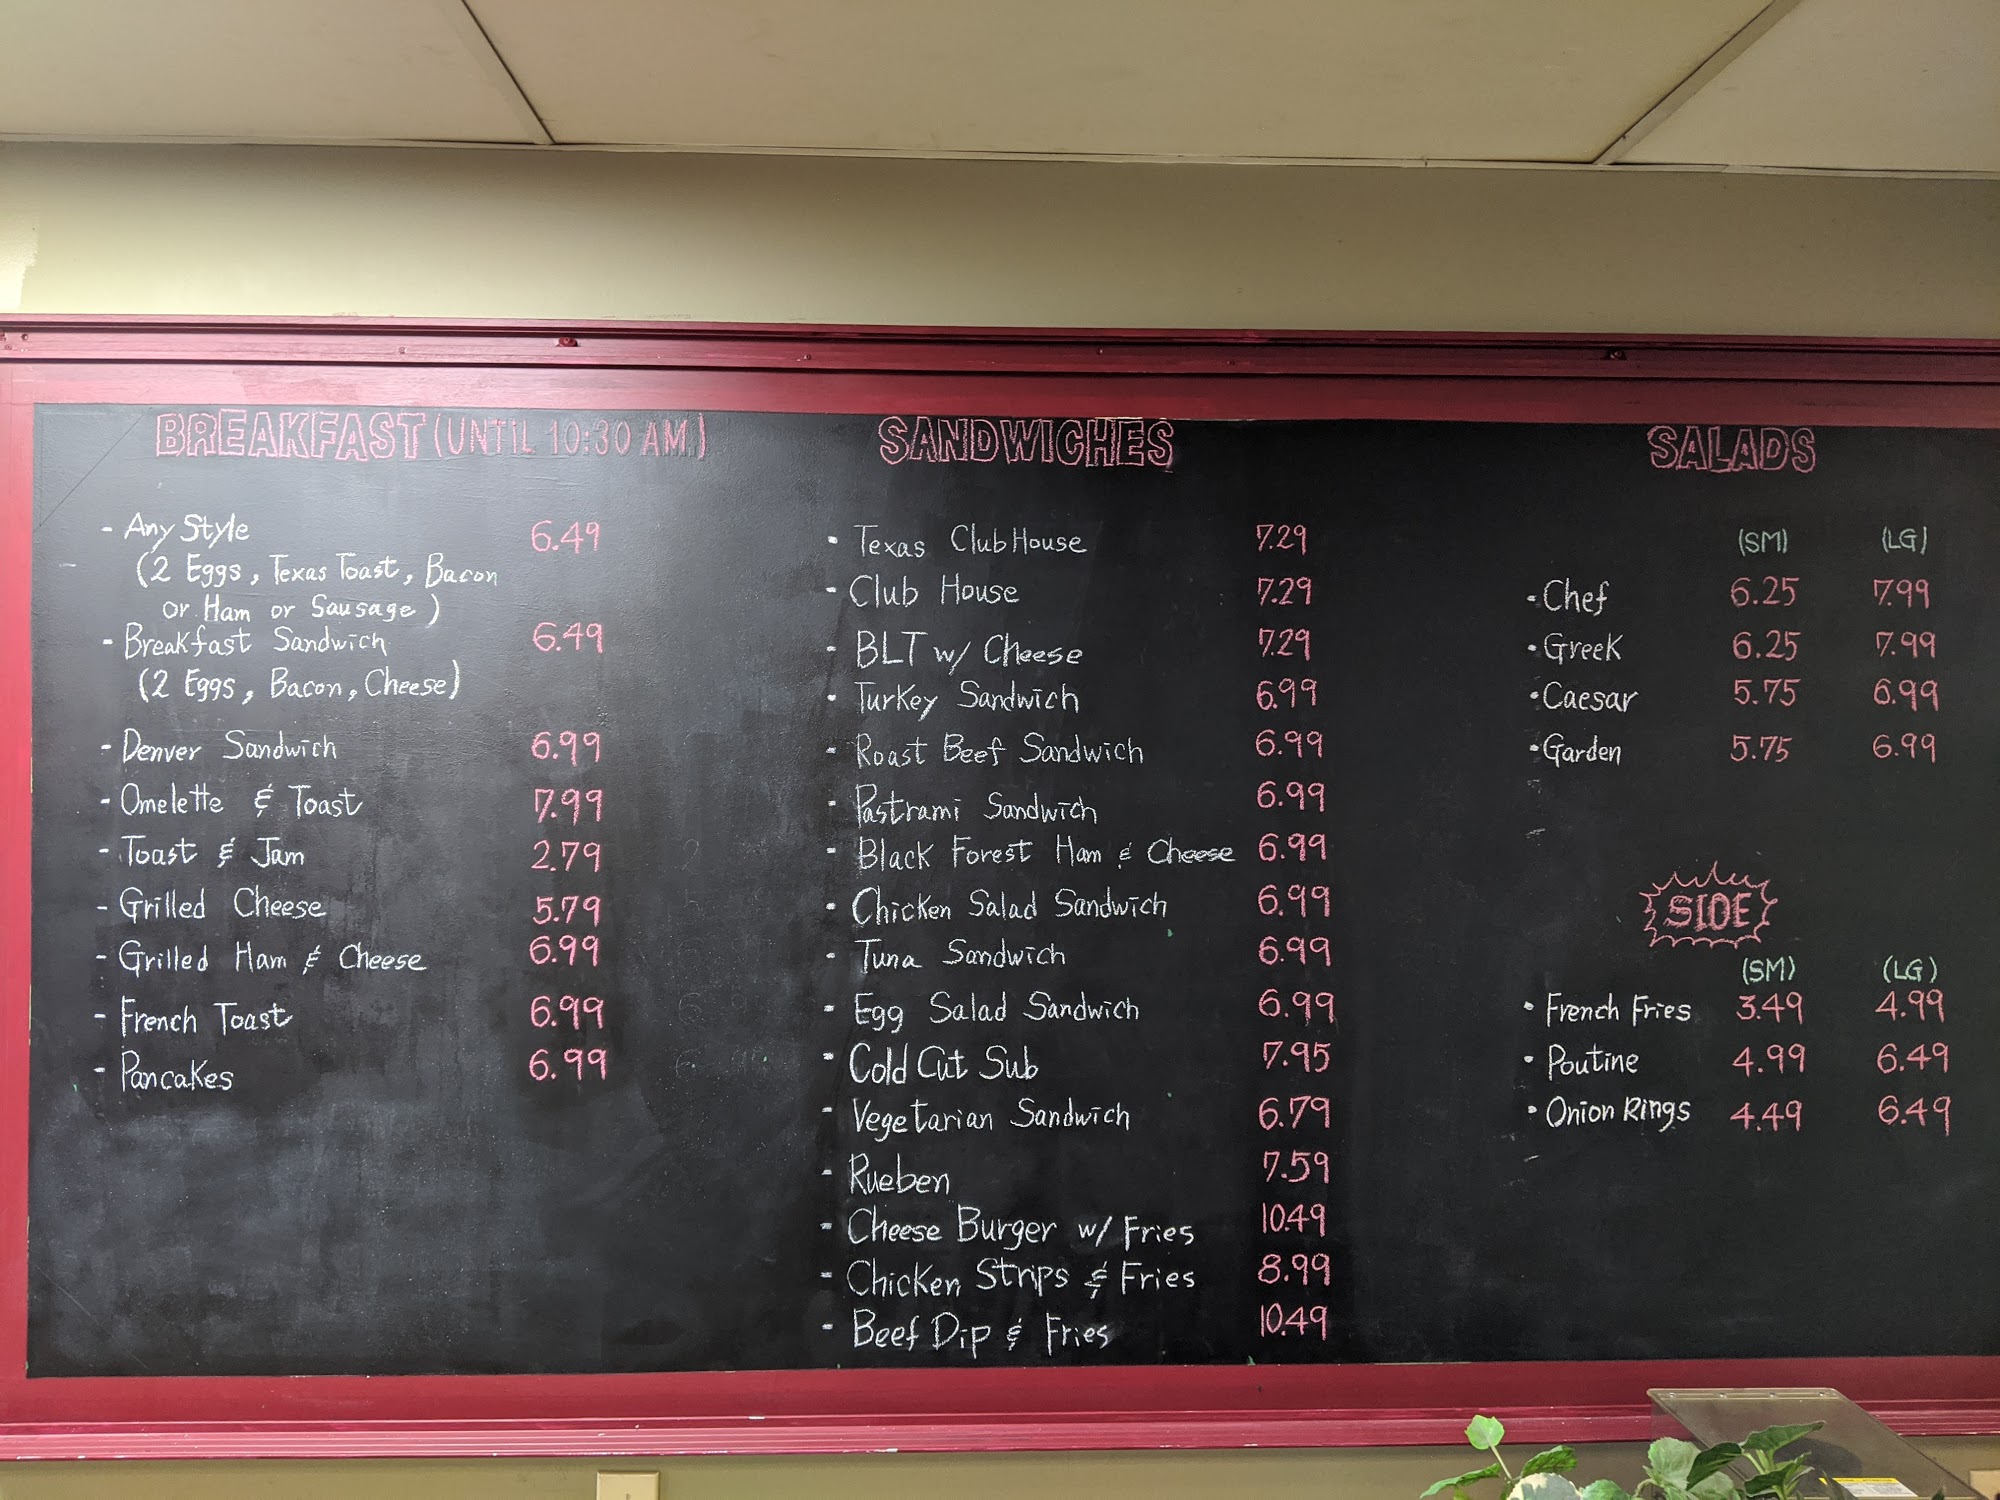 BREAKFAST (UNTIL 10:30 AM.)
- Any Style 6.49
(2 Eggs, Texas Toast, Bacon
or Ham or Sausage)
- Breakfast Sandwich 6.49
(2 Eggs, Bacon, Cheese)
- Denver Sandwich 6.99
- Omelette & Toast 7.99
- Toast & Jam 2.79
- Grilled Cheese 5.79
- Grilled Ham & Cheese 6.99
- French Toast 6.99
- Pancakes 6.99
SANDWICHES
- Texas ClubHouse 7.29
- Club House 7.29
- BLT w/ Cheese 7.29
- Turkey Sandwich 6.99
- Roast Beef Sandwich 6.99
- Pastrami Sandwich 6.99
- Black Forest Ham & Cheese 6.99
- Chicken Salad Sandwich 6.99
- Tuna Sandwich 6.99
- Egg Salad Sandwich 6.99
- Cold Cut Sub 7.95
- Vegetarian Sandwich 6.79
- Rueben 7.59
- Cheese Burger w/ Fries 10.49
- Chicken Strips & Fries 8.99
- Beef Dip & Fries 10.49
SALADS
(SM) (LG)
- Chef 6.25 7.99
- Greek 6.25 7.99
- Caesar 5.75 6.99
- Garden 5.75 6.99
SIDE
(SM) (LG)
- French Fries 3.49 4.99
- Poutine 4.99 6.49
- Onion Rings 4.49 6.49